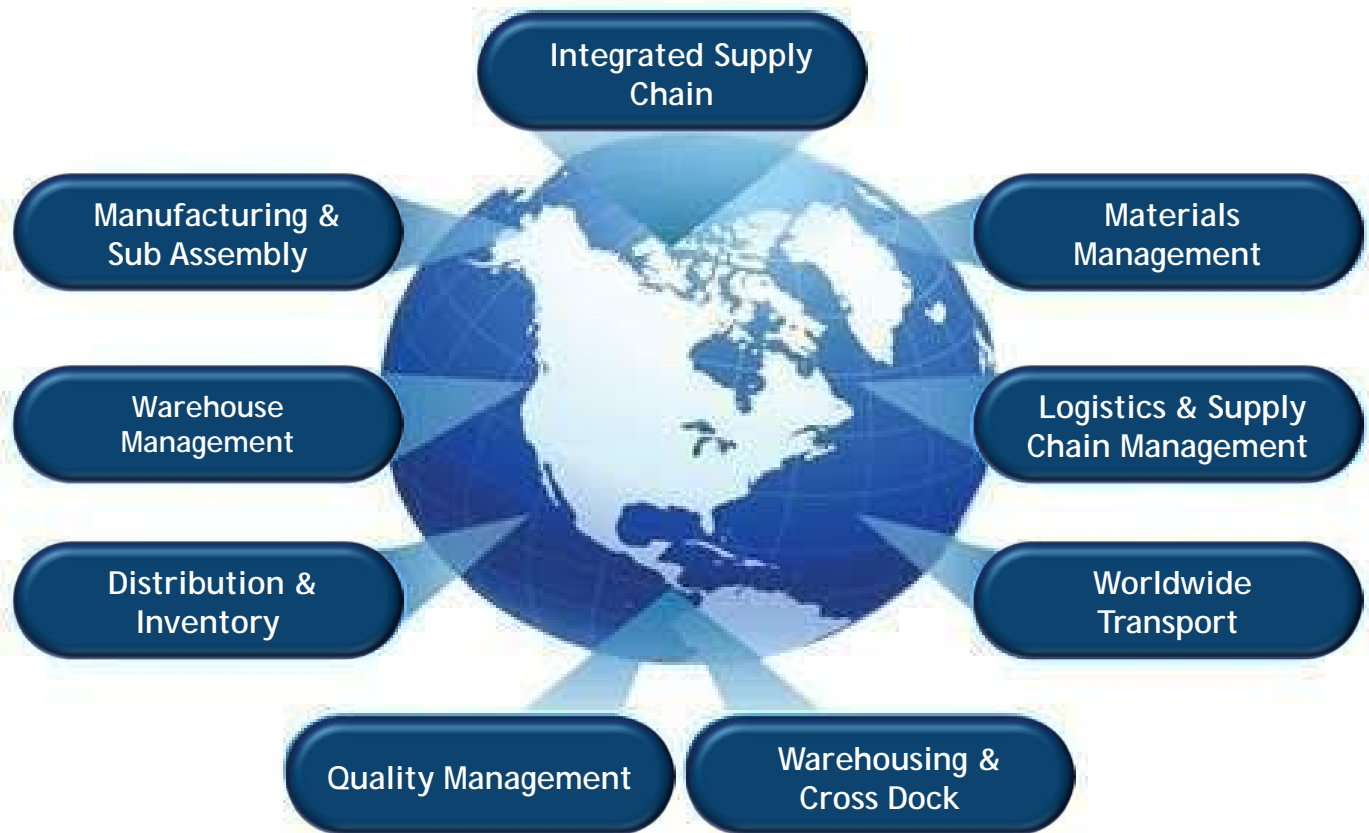 Integrated Supply
Chain
Manufacturing &
Sub Assembly
Materials
Management
Warehouse
Management
Logistics & Supply
Chain Management
Distribution &
Inventory
Worldwide
Transport
Quality Management
Warehousing &
Cross Dock